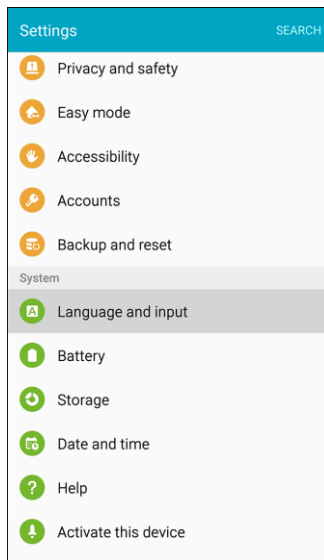 Settings SEARCH
Privacy and safety
Easy mode
Accessibility
Accounts
Backup and reset
System
A Language and input
Battery
Storage
Date and time
? Help
Activate this device